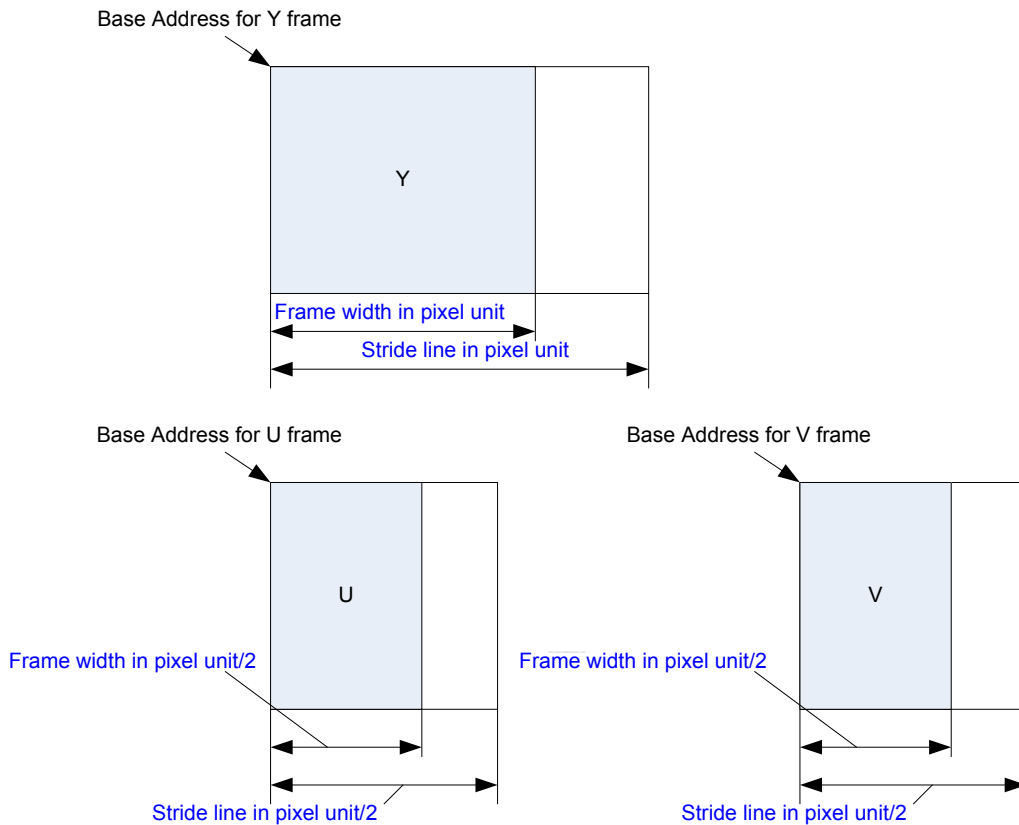 Base Address for Y frame
Y
Frame width in pixel unit
Stride line in pixel unit
Base Address for U frame
Base Address for V frame
U
V
Frame width in pixel unit/2
Frame width in pixel unit/2
Stride line in pixel unit/2
Stride line in pixel unit/2